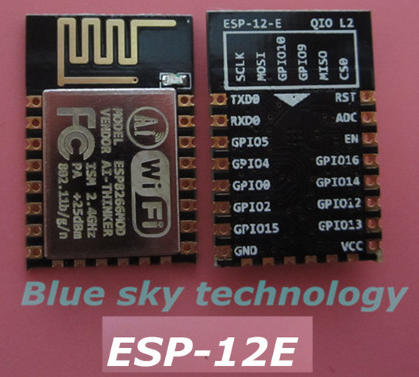 Ai
WiFi
FC
MODEL ESP8266MOD
VENDOR AI-THINKER
ISM 2.4GHz
PA +25dBm
802.11b/g/n
ESP-12-E QIO L2
SCLK
MOSI
GPIO10
GPIO9
MISO
CS0
TXD0 RST
RXD0 ADC
GPIO5 EN
GPIO4 GPIO16
GPIO0 GPIO14
GPIO2 GPIO12
GPIO15 GPIO13
GND VCC
Blue sky technology
ESP-12E